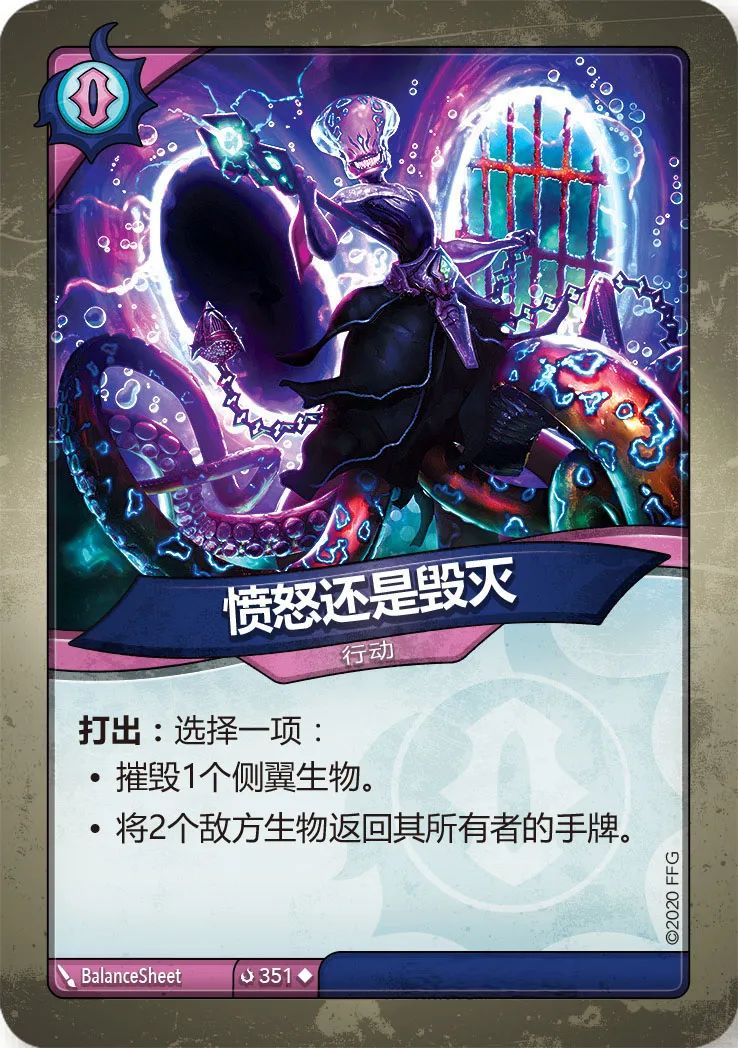 愤怒还是毁灭
行动
打出：选择一项：
• 摧毁1个侧翼生物。
• 将2个敌方生物返回其所有者的手牌。
©2020 FFG
BalanceSheet
351